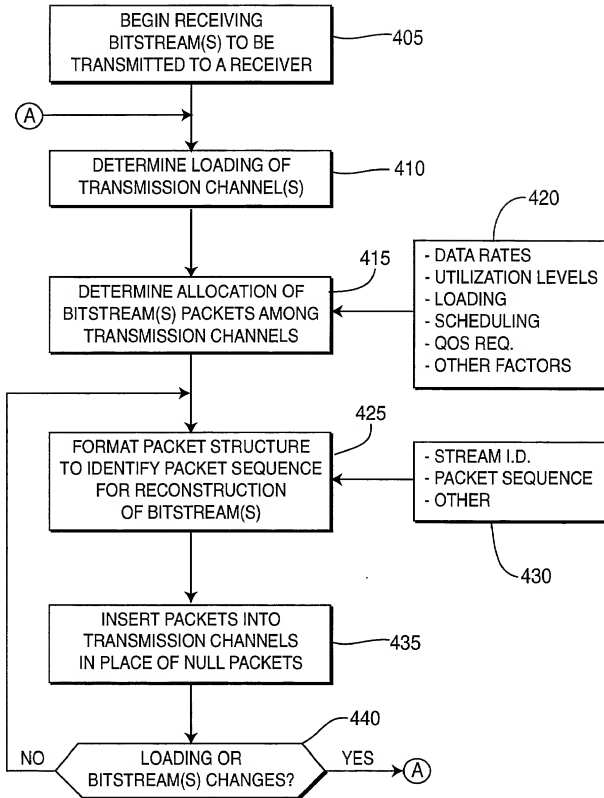 BEGIN RECEIVING
BITSTREAM(S) TO BE
TRANSMITTED TO A RECEIVER
405
A
DETERMINE LOADING OF
TRANSMISSION CHANNEL(S)
410
420
415
DETERMINE ALLOCATION OF
BITSTREAM(S) PACKETS AMONG
TRANSMISSION CHANNELS
- DATA RATES
- UTILIZATION LEVELS
- LOADING
- SCHEDULING
- QOS REQ.
- OTHER FACTORS
425
FORMAT PACKET STRUCTURE
TO IDENTIFY PACKET SEQUENCE
FOR RECONSTRUCTION
OF BITSTREAM(S)
- STREAM I.D.
- PACKET SEQUENCE
- OTHER
430
INSERT PACKETS INTO
TRANSMISSION CHANNELS
IN PLACE OF NULL PACKETS
435
440
NO
LOADING OR
BITSTREAM(S) CHANGES?
YES
A